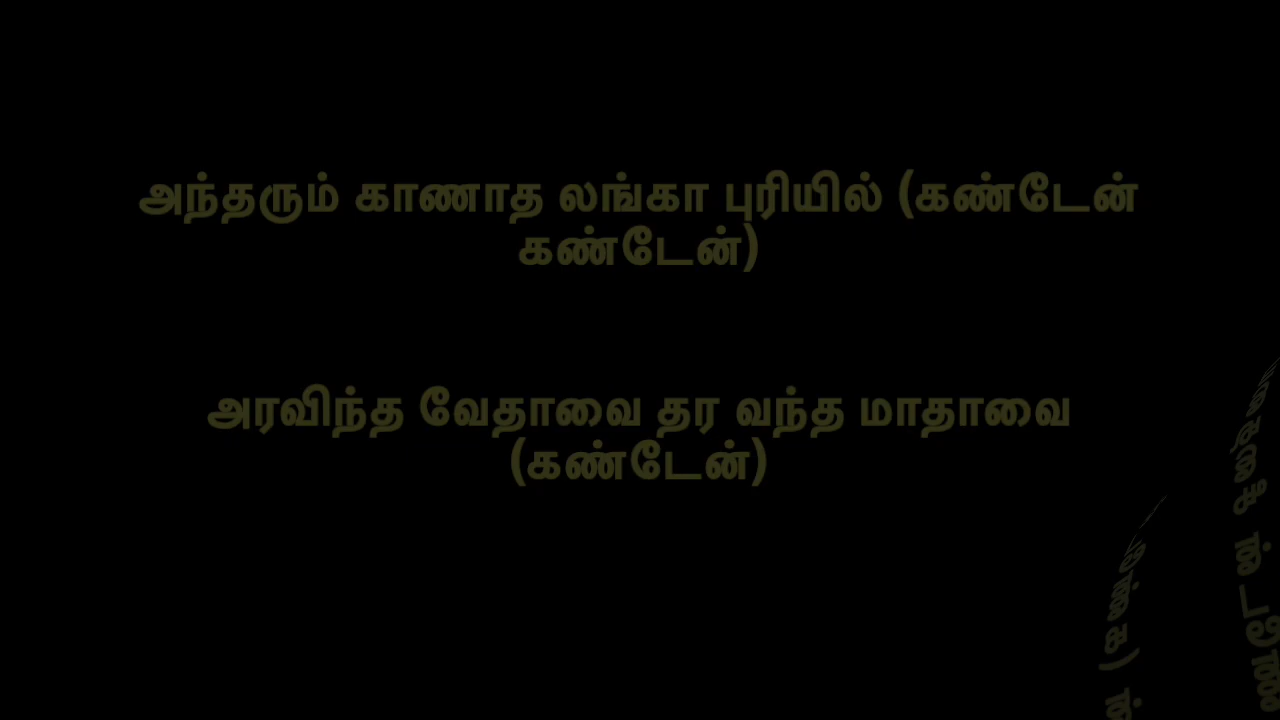 அந்தரும் காணாத லங்கா புரியில் (கண்டேன்
கண்டேன்)
அரவிந்த வேதாவை தர வந்த மாதாவை
(கண்டேன்)